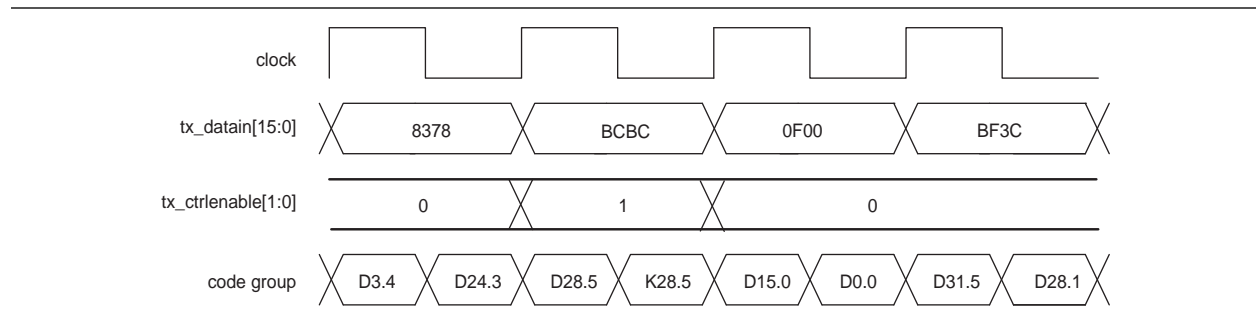 clock
tx_datain[15:0] 8378 BCBC 0F00 BF3C
tx_ctrlenable[1:0] 0 1 0
code group D3.4 D24.3 D28.5 K28.5 D15.0 D0.0 D31.5 D28.1